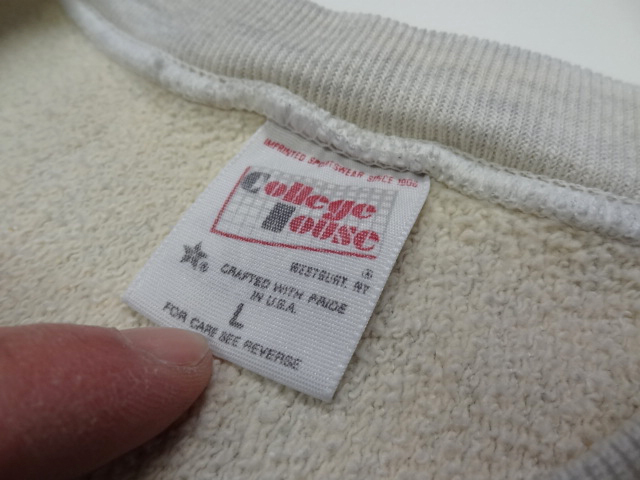 IMPRINTED SPORTSWEAR SINCE
College
House
®
WESTBURY, NY
CRAFTED WITH PRIDE
IN U.S.A.
L
FOR CARE SEE REVERSE